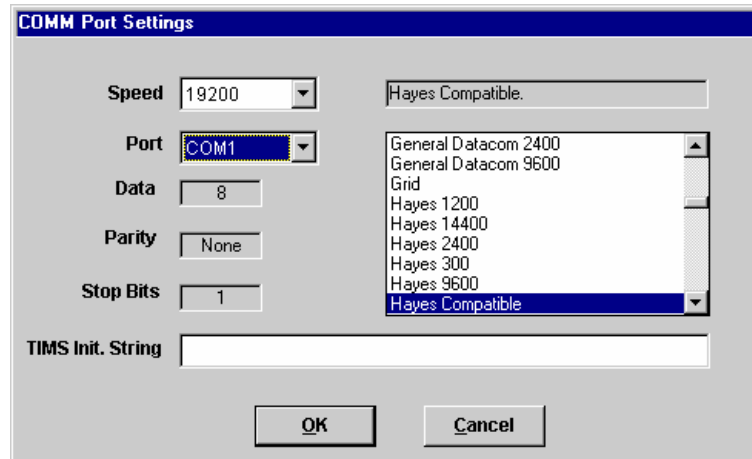 COMM Port Settings
Speed 19200
Hayes Compatible.
Port COM1
Data 8
Parity None
Stop Bits 1
General Datacom 2400
General Datacom 9600
Grid
Hayes 1200
Hayes 14400
Hayes 2400
Hayes 300
Hayes 9600
Hayes Compatible
TIMS Init. String
OK
Cancel